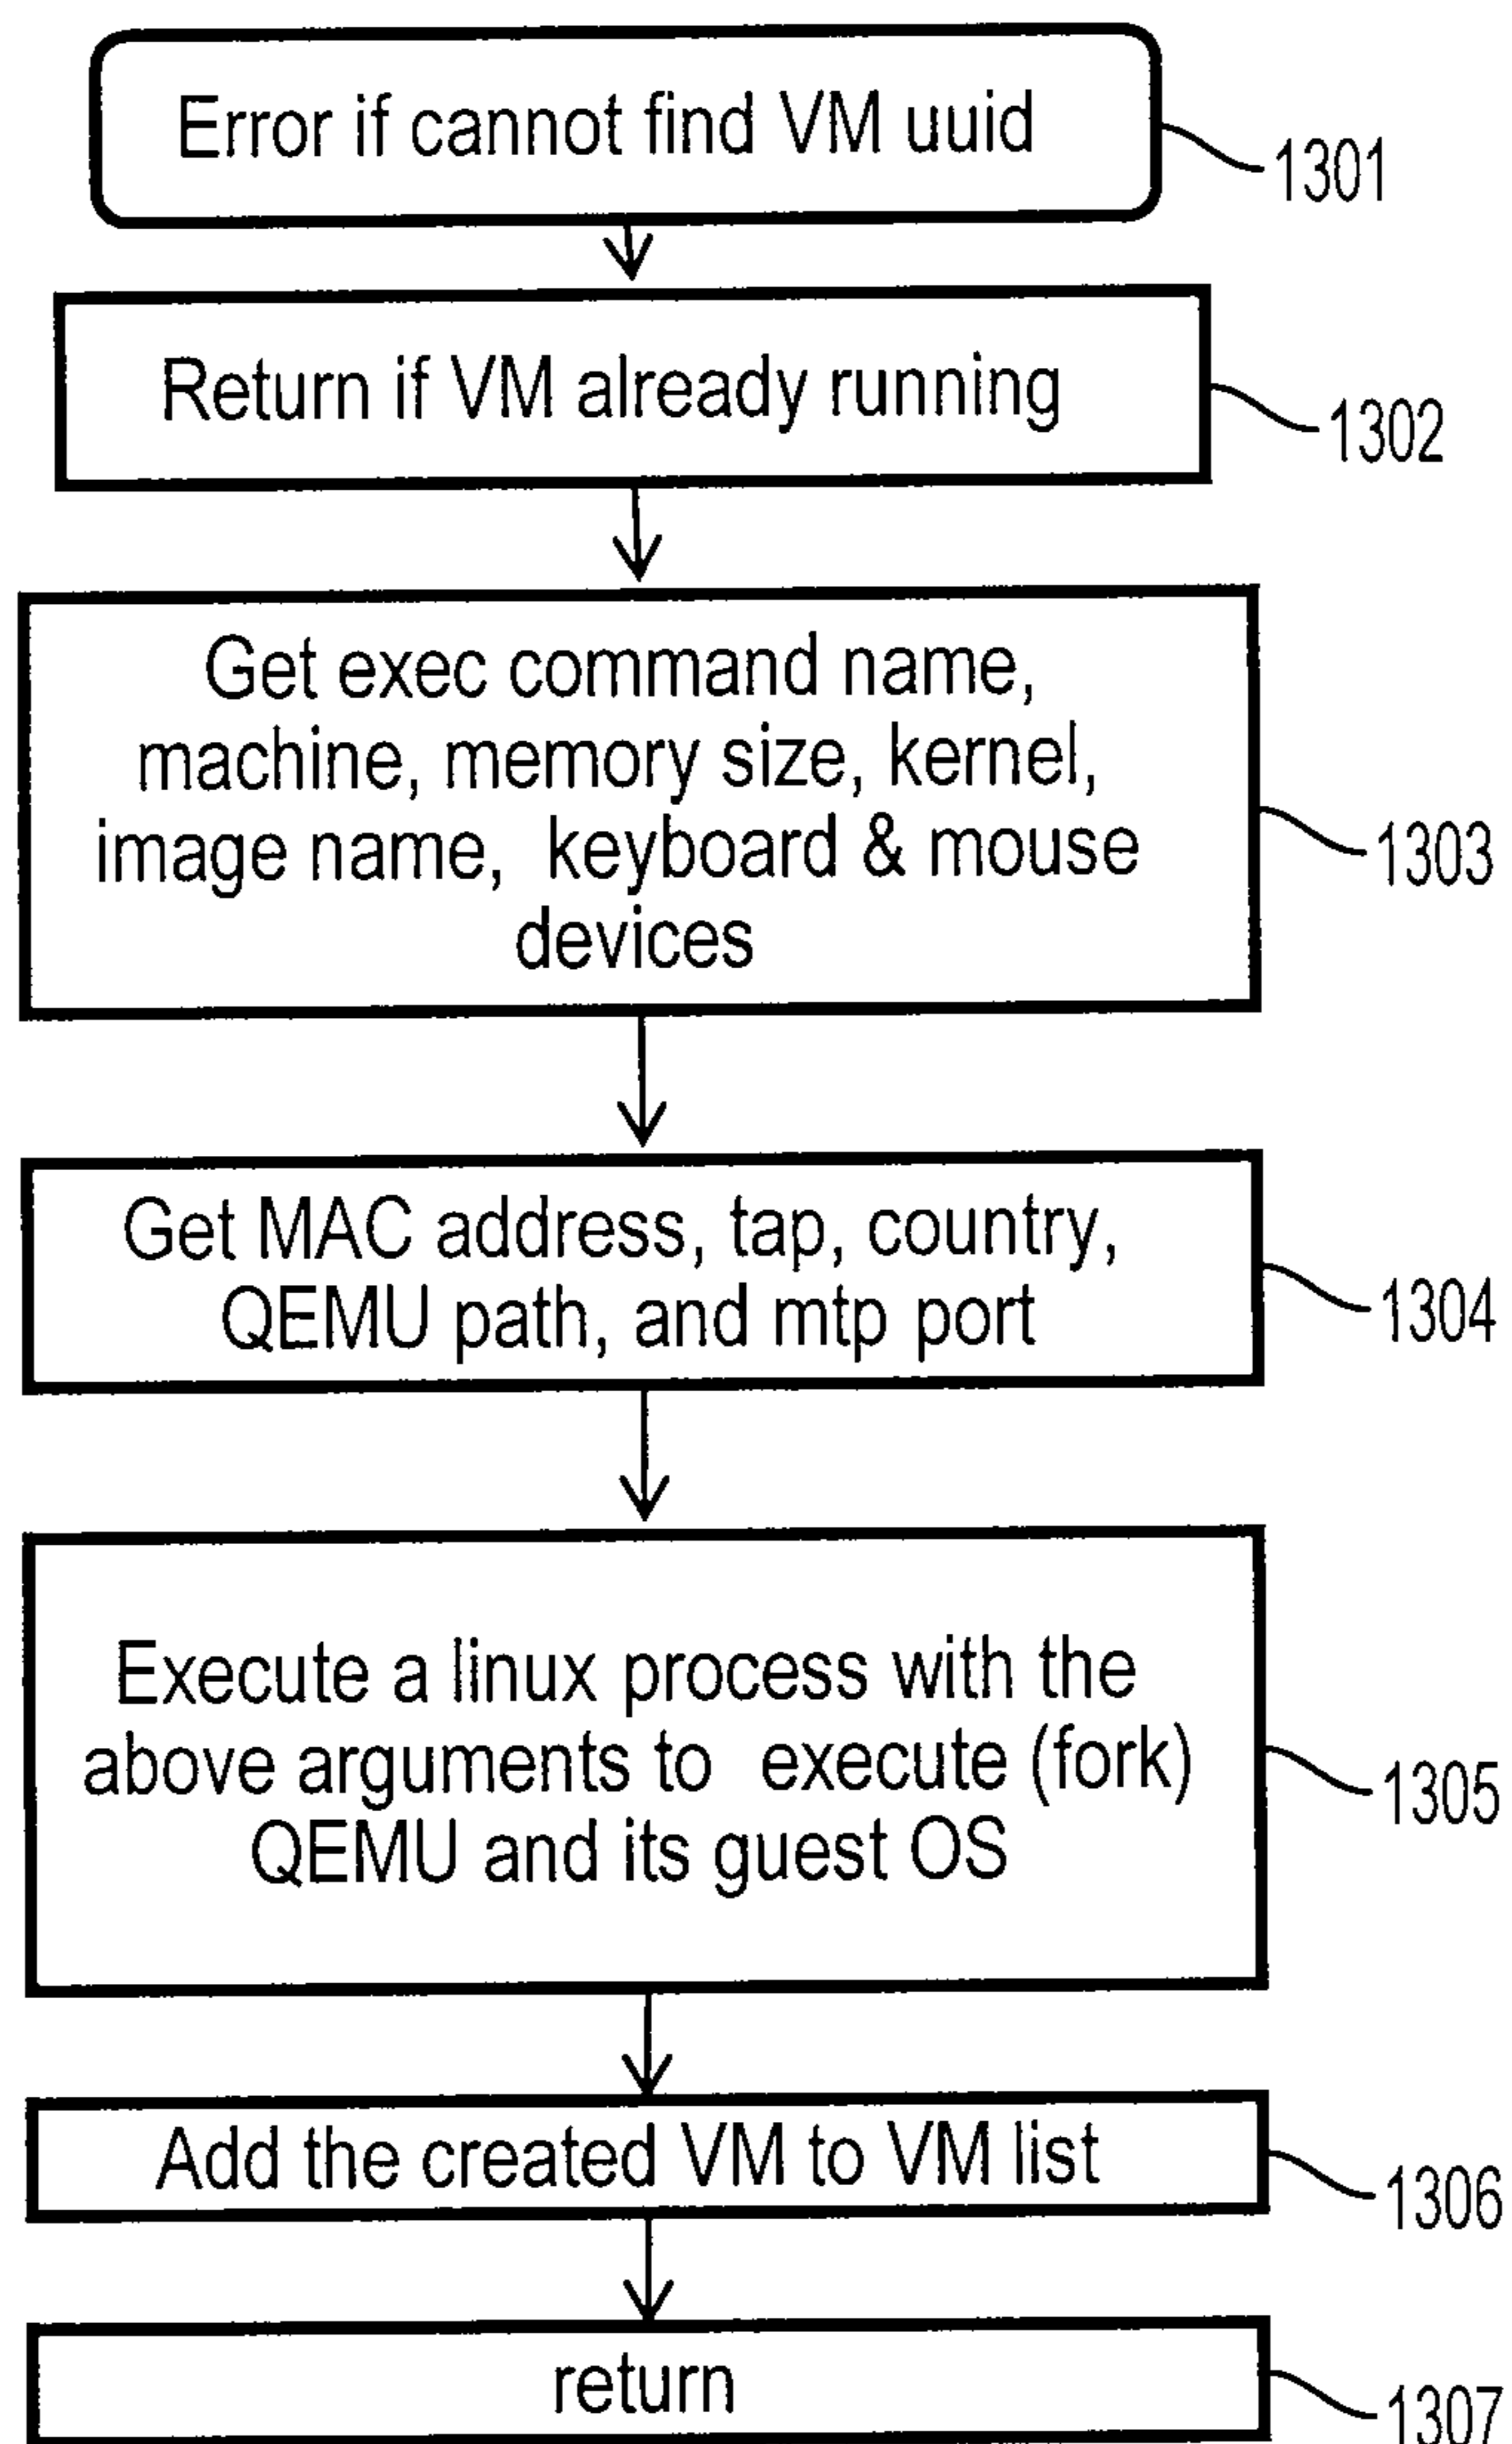 Error if cannot find VM uuid
1301
Return if VM already running
1302
Get exec command name,
machine, memory size, kernel,
image name, keyboard & mouse
devices
1303
Get MAC address, tap, country,
QEMU path, and mtp port
1304
Execute a linux process with the
above arguments to execute (fork)
QEMU and its guest OS
1305
Add the created VM to VM list
1306
return
1307